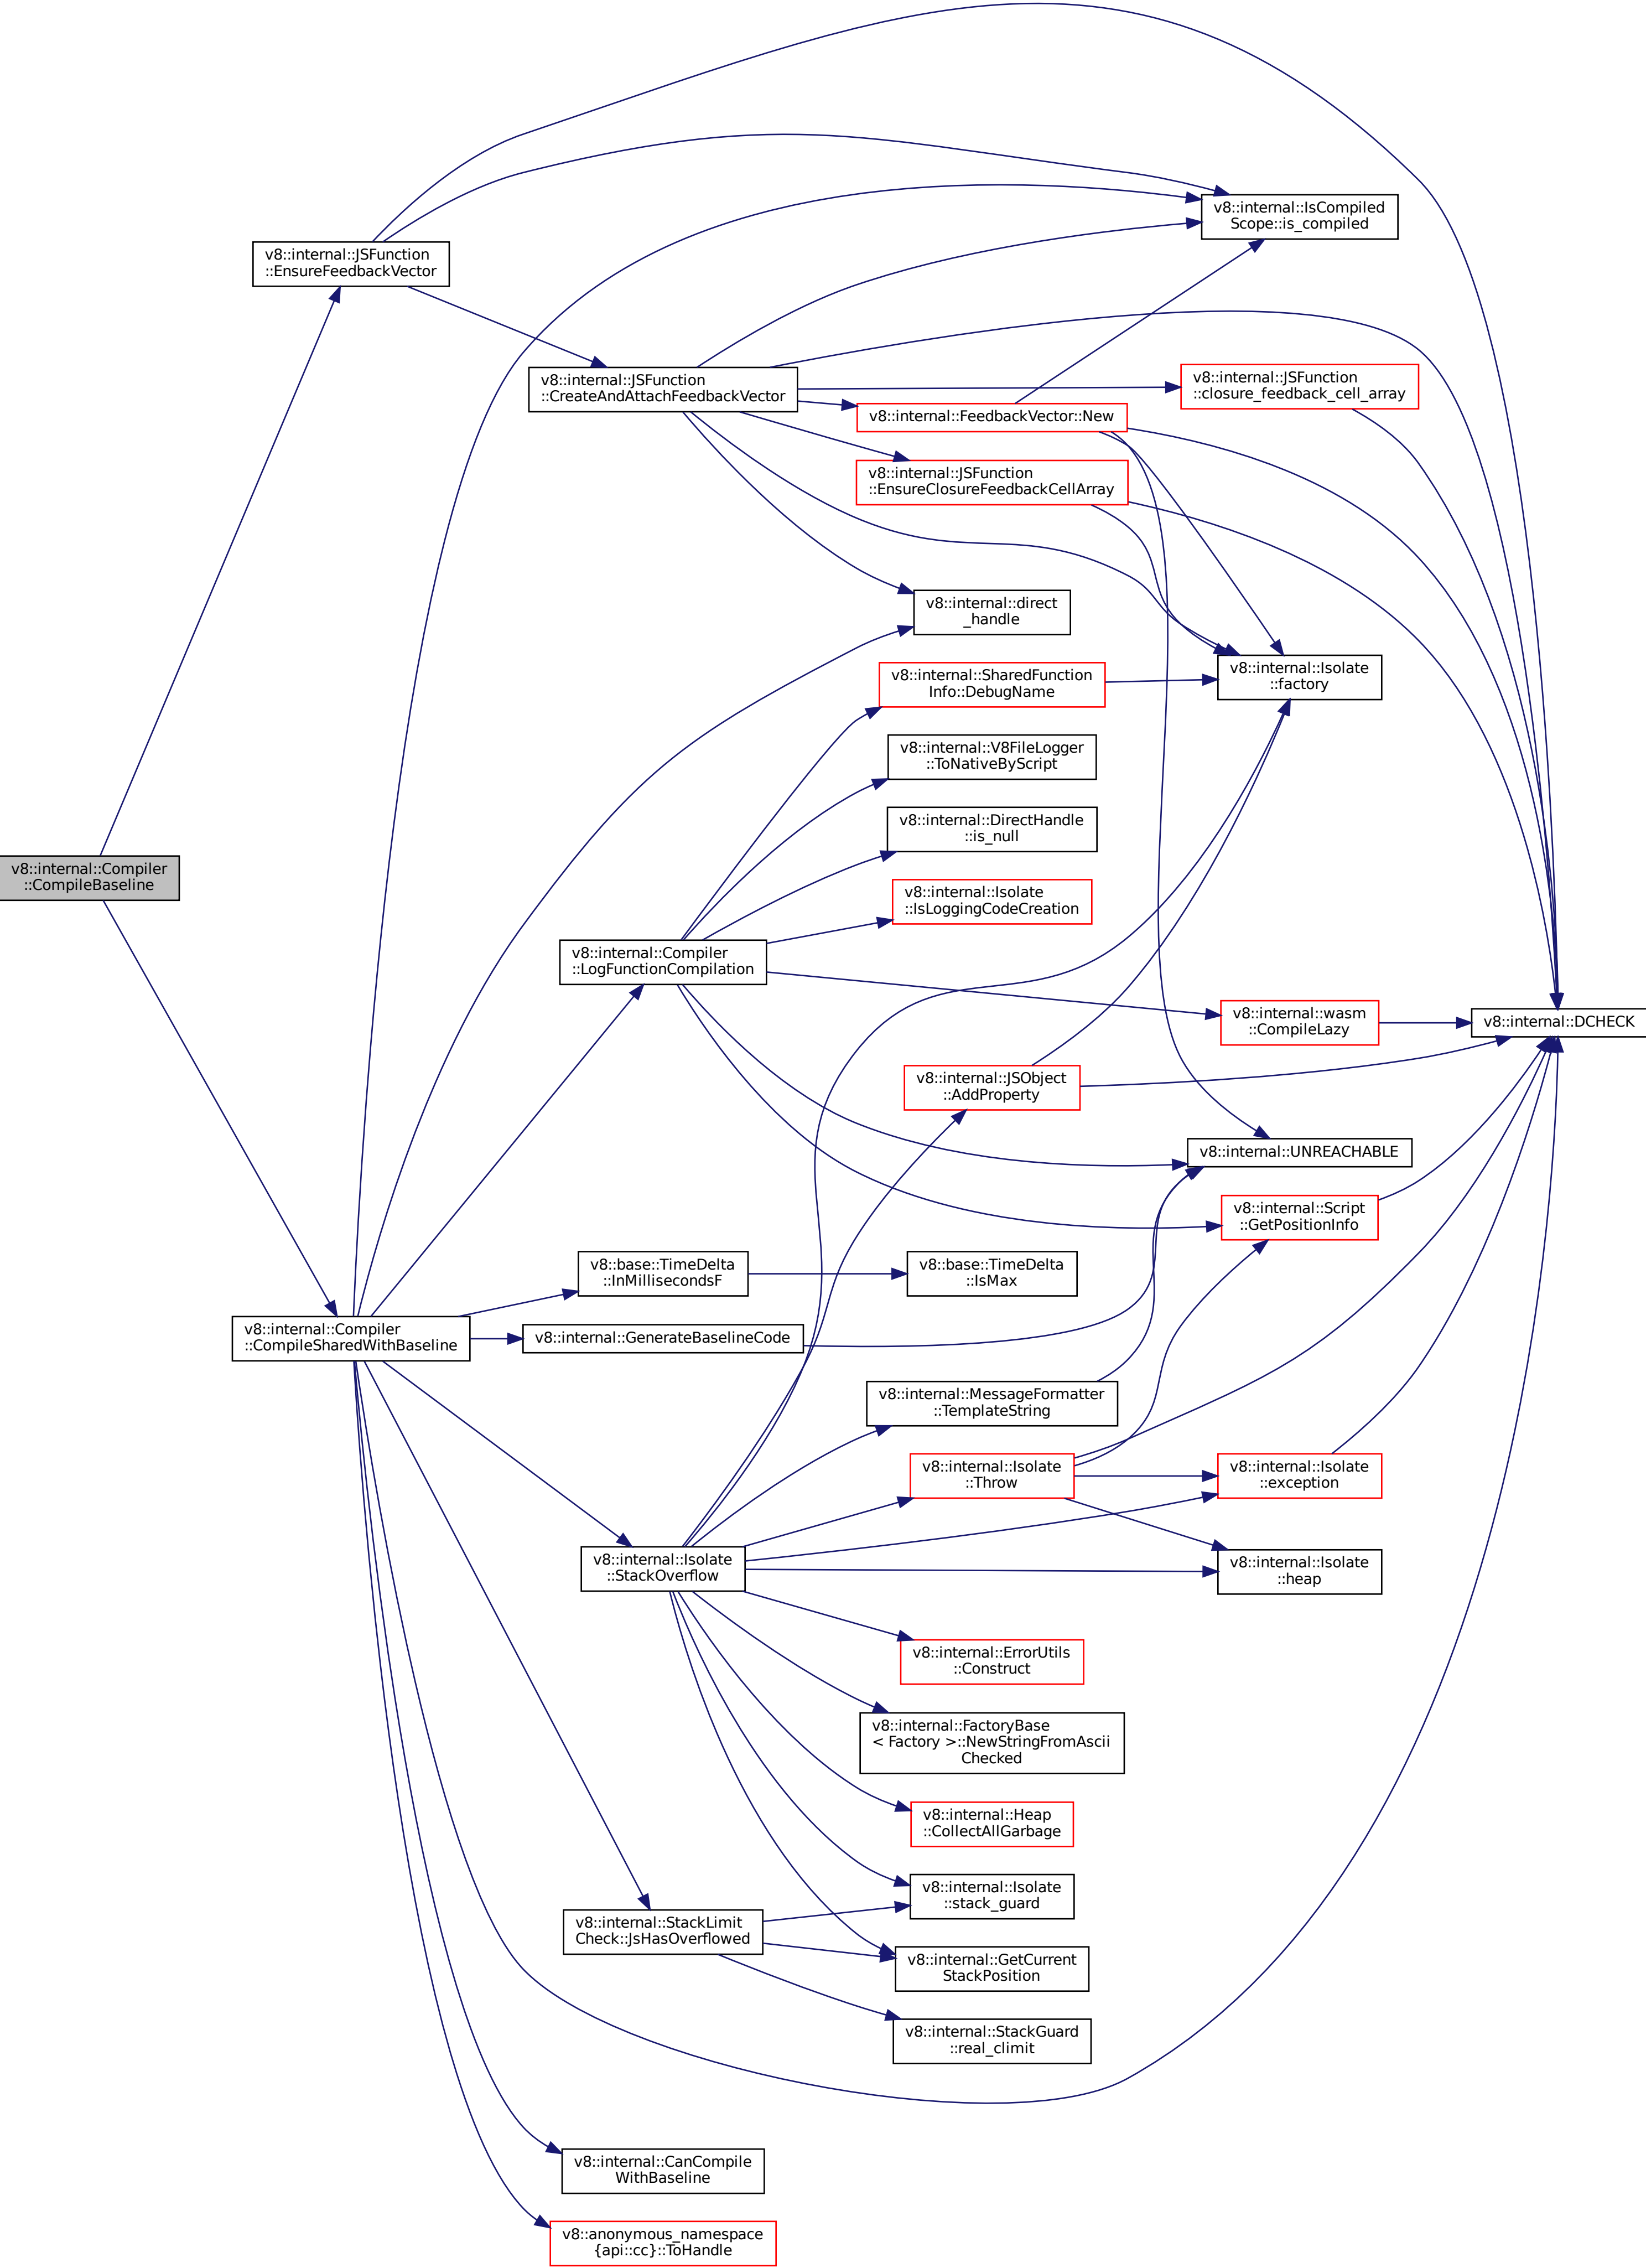 v8::internal::IsCompiled
Scope::is_compiled
v8::internal::JSFunction
::EnsureFeedbackVector
v8::internal::JSFunction
::CreateAndAttachFeedbackVector
v8::internal::JSFunction
::closure_feedback_cell_array
v8::internal::FeedbackVector::New
v8::internal::JSFunction
::EnsureClosureFeedbackCellArray
v8::internal::direct
_handle
v8::internal::Isolate
::factory
v8::internal::SharedFunction
Info::DebugName
v8::internal::V8FileLogger
::ToNativeByScript
v8::internal::DirectHandle
::is_null
v8::internal::Compiler
::CompileBaseline
v8::internal::Isolate
::IsLoggingCodeCreation
v8::internal::Compiler
::LogFunctionCompilation
v8::internal::wasm
::CompileLazy
v8::internal::DCHECK
v8::internal::JSObject
::AddProperty
v8::internal::UNREACHABLE
v8::internal::Script
::GetPositionInfo
v8::base::TimeDelta
::InMillisecondsF
v8::base::TimeDelta
::IsMax
v8::internal::Compiler
::CompileSharedWithBaseline
v8::internal::GenerateBaselineCode
v8::internal::MessageFormatter
::TemplateString
v8::internal::Isolate
::Throw
v8::internal::Isolate
::exception
v8::internal::Isolate
::StackOverflow
v8::internal::Isolate
::heap
v8::internal::ErrorUtils
::Construct
v8::internal::FactoryBase
< Factory >::NewStringFromAscii
Checked
v8::internal::Heap
::CollectAllGarbage
v8::internal::Isolate
::stack_guard
v8::internal::StackLimit
Check::JsHasOverflowed
v8::internal::GetCurrent
StackPosition
v8::internal::StackGuard
::real_climit
v8::internal::CanCompile
WithBaseline
v8::anonymous_namespace
{api::cc}::ToHandle